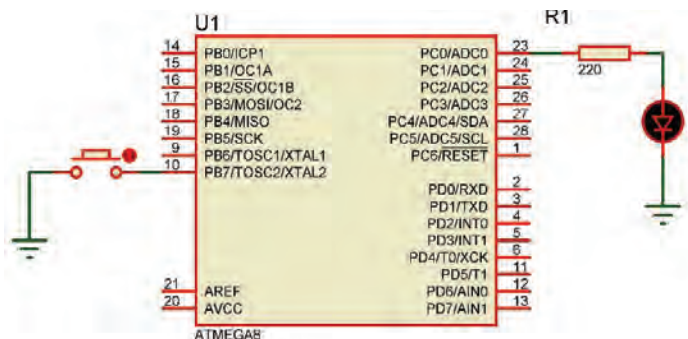 U1
R1
14 PB0/ICP1 PC0/ADC0 23
15 PB1/OC1A PC1/ADC1 24
16 PB2/SS/OC1B PC2/ADC2 25
17 PB3/MOSI/OC2 PC3/ADC3 26
18 PB4/MISO PC4/ADC4/SDA 27
19 PB5/SCK PC5/ADC5/SCL 28
9 PB6/TOSC1/XTAL1 PC6/RESET 1
10 PB7/TOSC2/XTAL2
220
PD0/RXD 2
PD1/TXD 3
PD2/INT0 4
PD3/INT1 5
PD4/T0/XCK 6
PD5/T1 11
21 AREF PD6/AIN0 12
20 AVCC PD7/AIN1 13
ATMEGA8